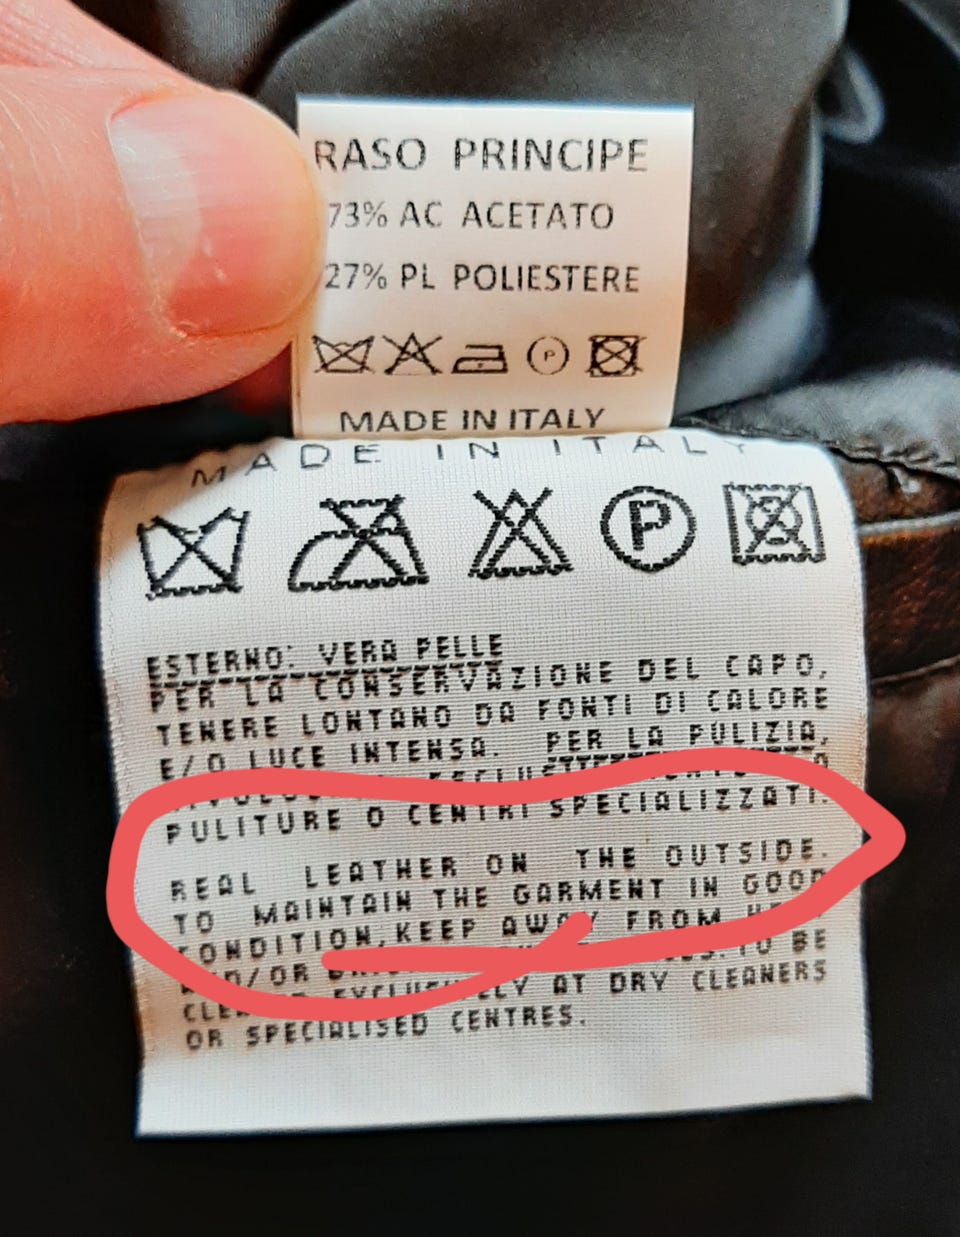 RASO PRINCIPE
73% AC ACETATO
27% PL POLIESTERE
P
MADE IN ITALY
MADE IN ITALY
P
ESTERNO: VERA PELLE
PER LA CONSERVAZIONE DEL CAPO,
TENERE LONTANO DA FONTI DI CALORE
E/O LUCE INTENSA. PER LA PULIZIA,
PULITURE O CENTRI SPECIALIZZATI.
REAL LEATHER ON THE OUTSIDE.
TO MAINTAIN THE GARMENT IN GOOD
CONDITION,KEEP AWAY FROM
AND/OR TO BE
AT DRY CLEANERS
OR SPECIALISED CENTRES.